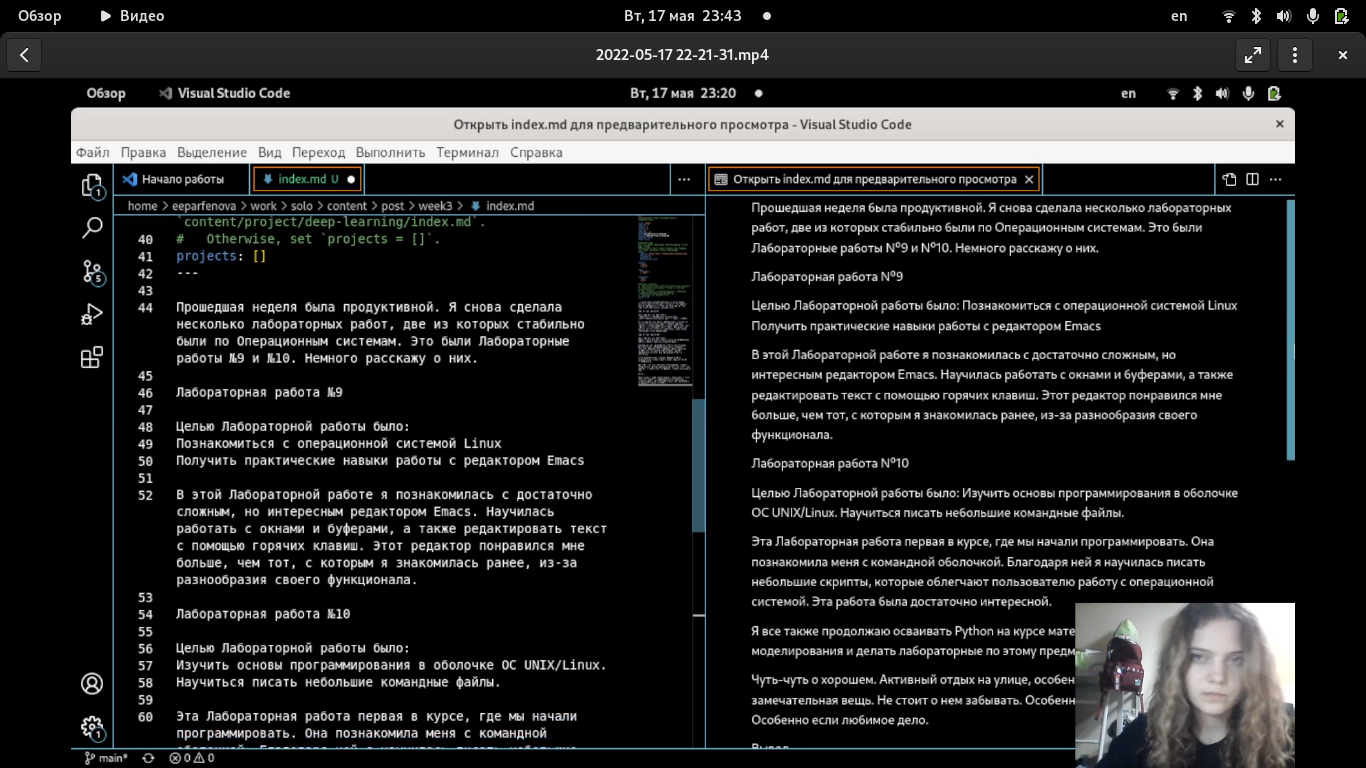 Обзор Видео Вт, 17 мая 23:43 en
2022-05-17 22-21-31.mp4
Обзор Visual Studio Code Вт, 17 мая 23:20 en
Открыть index.md для предварительного просмотра - Visual Studio Code
Файл Правка Выделение Вид Переход Выполнить Терминал Справка
Начало работы index.md U
home > eeparfenova > work > solo > content > post > week3 > index.md
`content/project/deep-learning/index.md`.
40 # Otherwise, set `projects = []`.
41 projects: []
42 ---
43
44 Прошедшая неделя была продуктивной. Я снова сделала
несколько лабораторных работ, две из которых стабильно
были по Операционным системам. Это были Лабораторные
работы №9 и №10. Немного расскажу о них.
45
46 Лабораторная работа №9
47
48 Целью Лабораторной работы было:
49 Познакомиться с операционной системой Linux
50 Получить практические навыки работы с редактором Emacs
51
52 В этой Лабораторной работе я познакомилась с достаточно
сложным, но интересным редактором Emacs. Научилась
работать с окнами и буферами, а также редактировать текст
с помощью горячих клавиш. Этот редактор понравился мне
больше, чем тот, с которым я знакомилась ранее, из-за
разнообразия своего функционала.
53
54 Лабораторная работа №10
55
56 Целью Лабораторной работы было:
57 Изучить основы программирования в оболочке ОС UNIX/Linux.
58 Научиться писать небольшие командные файлы.
59
60 Эта Лабораторная работа первая в курсе, где мы начали
программировать. Она познакомила меня с командной
Открыть index.md для предварительного просмотра
Прошедшая неделя была продуктивной. Я снова сделала несколько лабораторных
работ, две из которых стабильно были по Операционным системам. Это были
Лабораторные работы №9 и №10. Немного расскажу о них.
Лабораторная работа №9
Целью Лабораторной работы было: Познакомиться с операционной системой Linux
Получить практические навыки работы с редактором Emacs
В этой Лабораторной работе я познакомилась с достаточно сложным, но
интересным редактором Emacs. Научилась работать с окнами и буферами, а также
редактировать текст с помощью горячих клавиш. Этот редактор понравился мне
больше, чем тот, с которым я знакомилась ранее, из-за разнообразия своего
функционала.
Лабораторная работа №10
Целью Лабораторной работы было: Изучить основы программирования в оболочке
ОС UNIX/Linux. Научиться писать небольшие командные файлы.
Эта Лабораторная работа первая в курсе, где мы начали программировать. Она
познакомила меня с командной оболочкой. Благодаря ней я научилась писать
небольшие скрипты, которые облегчают пользователю работу с операционной
системой. Эта работа была достаточно интересной.
Я все также продолжаю осваивать Python на курсе мате
моделирования и делать лабораторные по этому предм
Чуть-чуть о хорошем. Активный отдых на улице, особен
замечательная вещь. Не стоит о нем забывать. Особенн
Особенно если любимое дело.
main* 0 0